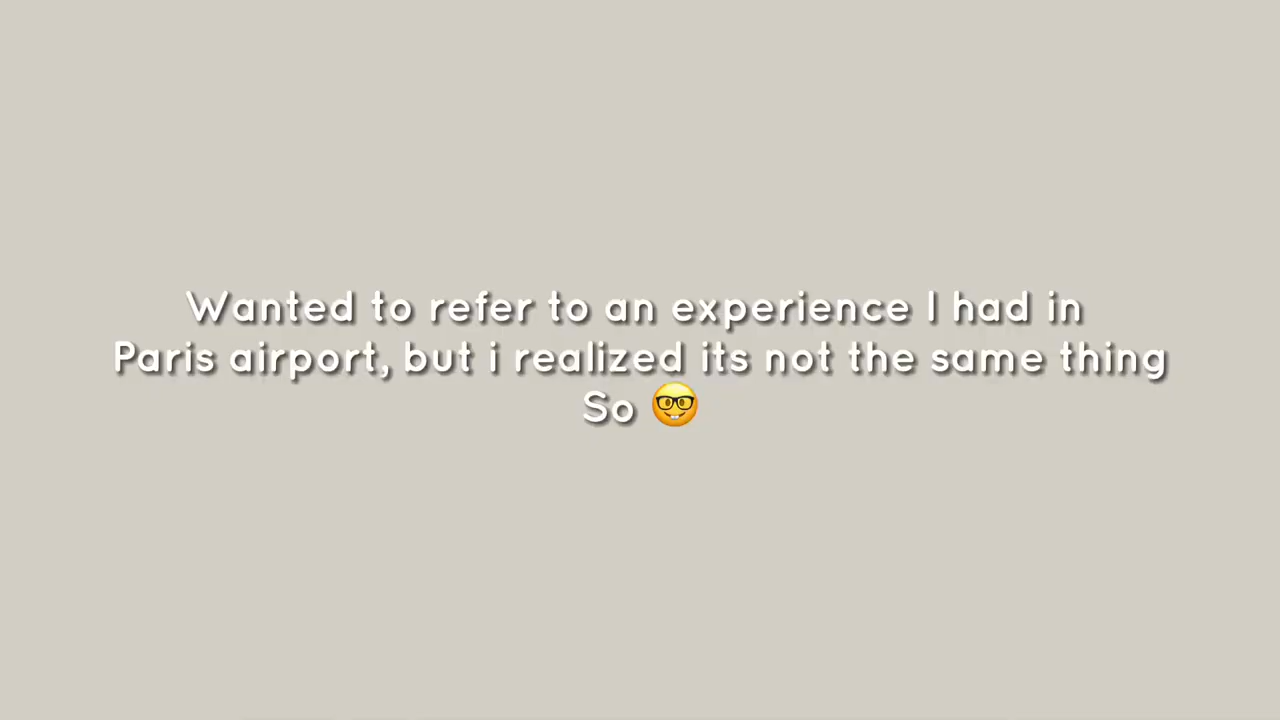 Wanted to refer to an experience I had in
Paris airport, but i realized its not the same thing
So 🤓